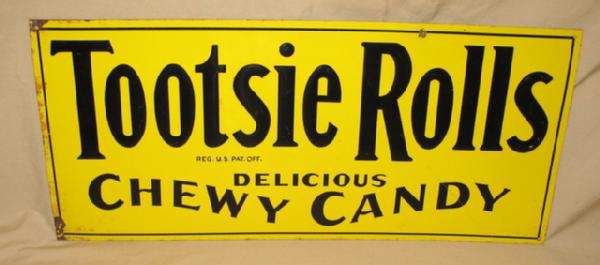 Tootsie Rolls
REG. U.S. PAT. OFF.
DELICIOUS
CHEWY CANDY